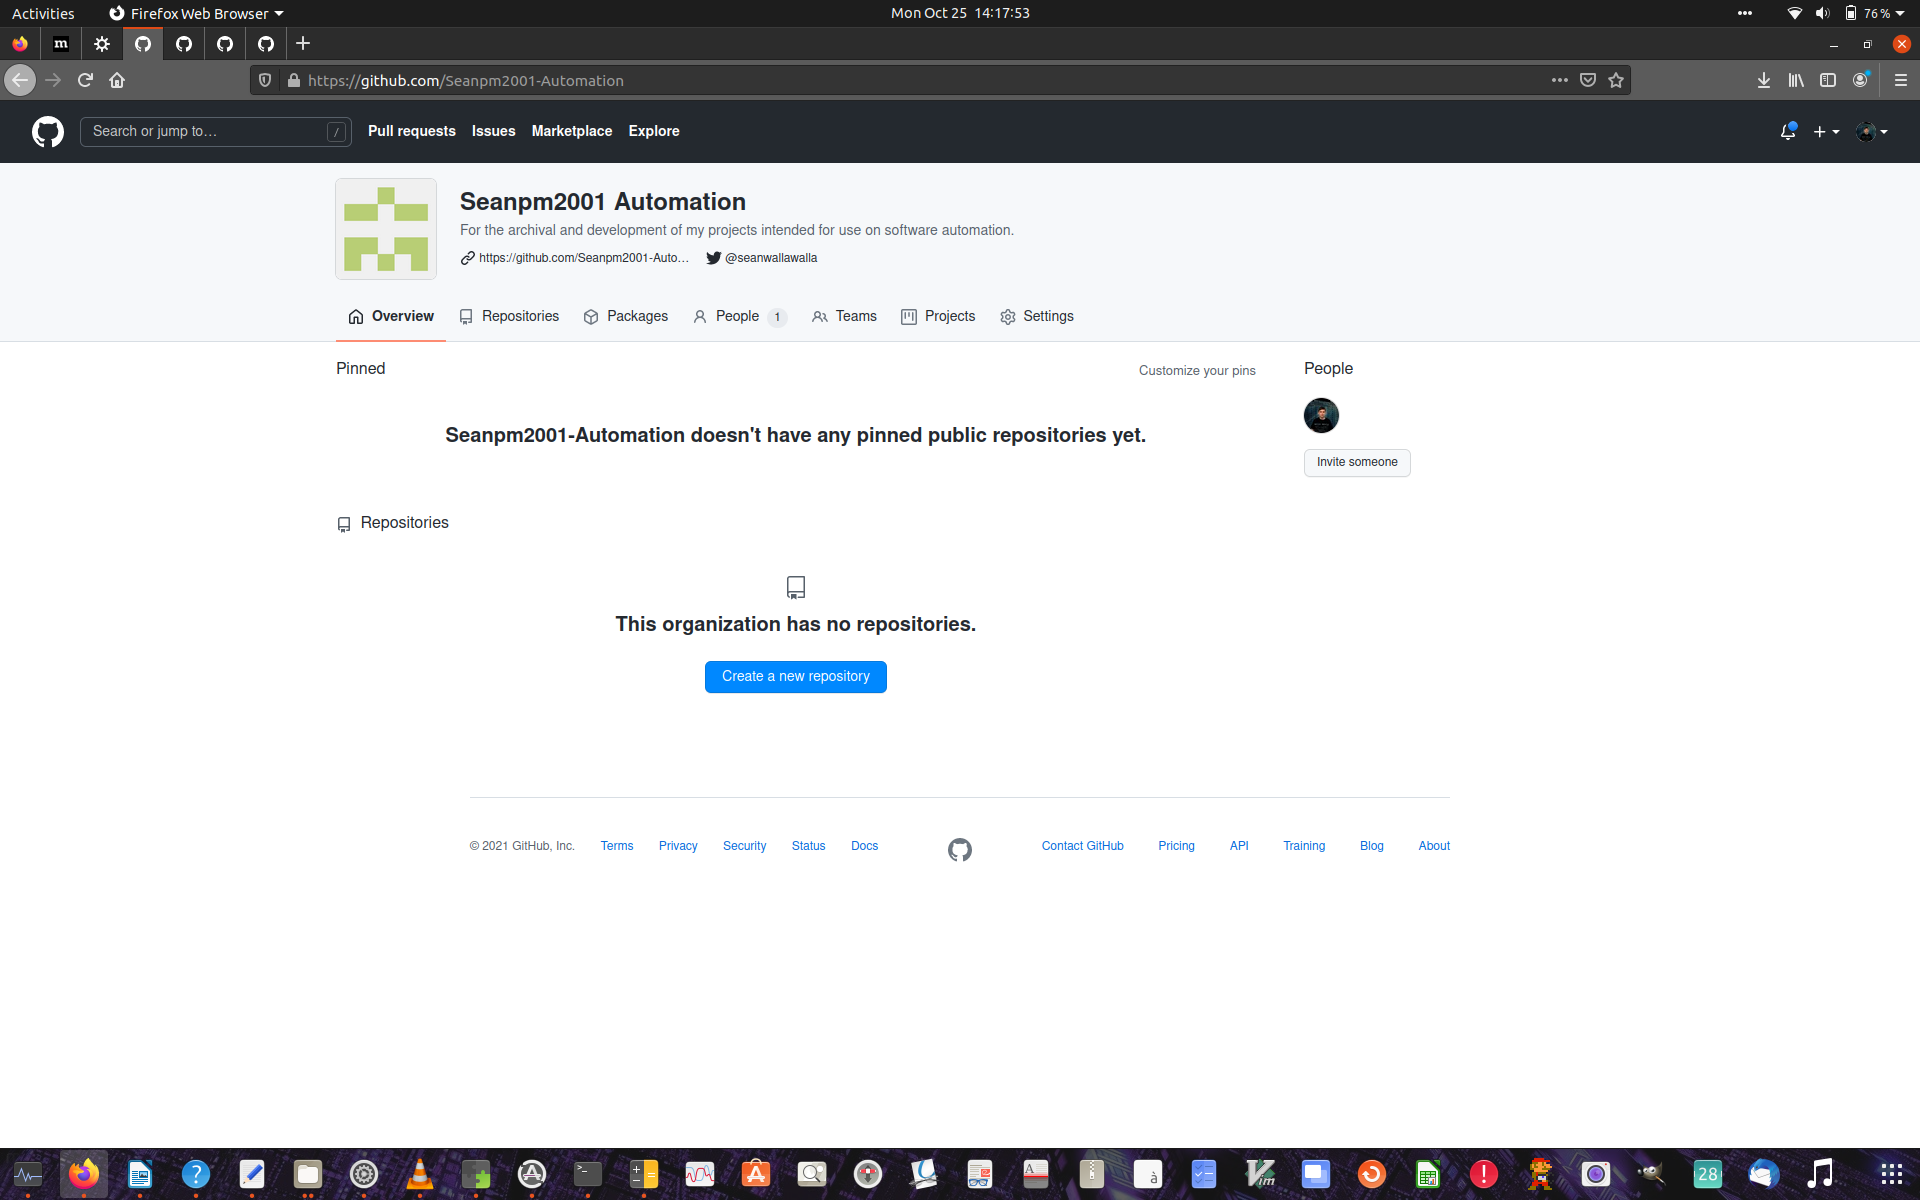 Activities Firefox Web Browser Mon Oct 25 14:17:53 76 %
m
https://github.com/Seanpm2001-Automation
Search or jump to… / Pull requests Issues Marketplace Explore
Seanpm2001 Automation
For the archival and development of my projects intended for use on software automation.
https://github.com/Seanpm2001-Auto… @seanwallawalla
Overview Repositories Packages People 1 Teams Projects Settings
Pinned Customize your pins People
Seanpm2001-Automation doesn't have any pinned public repositories yet.
Invite someone
Repositories
This organization has no repositories.
Create a new repository
© 2021 GitHub, Inc. Terms Privacy Security Status Docs Contact GitHub Pricing API Training Blog About
? >_ A à Vim ! 28